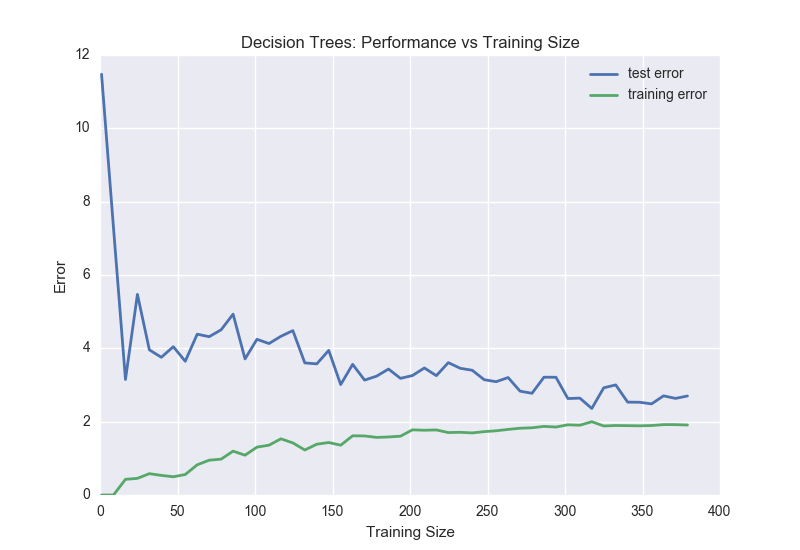 Decision Trees: Performance vs Training Size
12
10
8
6
4
2
0
Error
test error
training error
0 50 100 150 200 250 300 350 400
Training Size